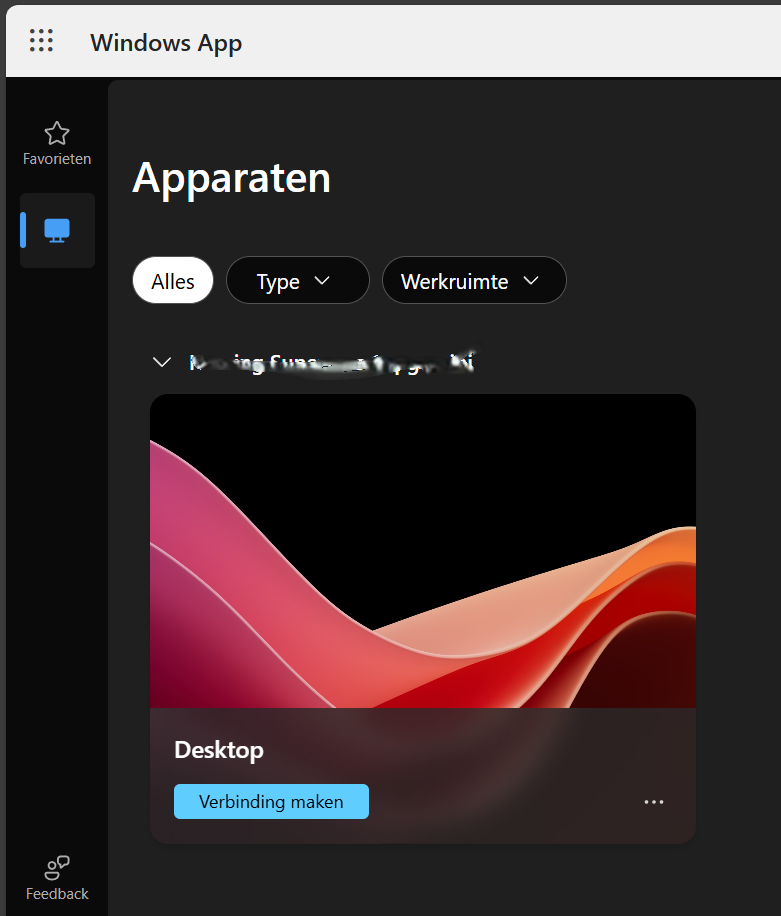 Windows App
Favorieten
Apparaten
Alles
Type
Werkruimte
Desktop
Verbinding maken
Feedback